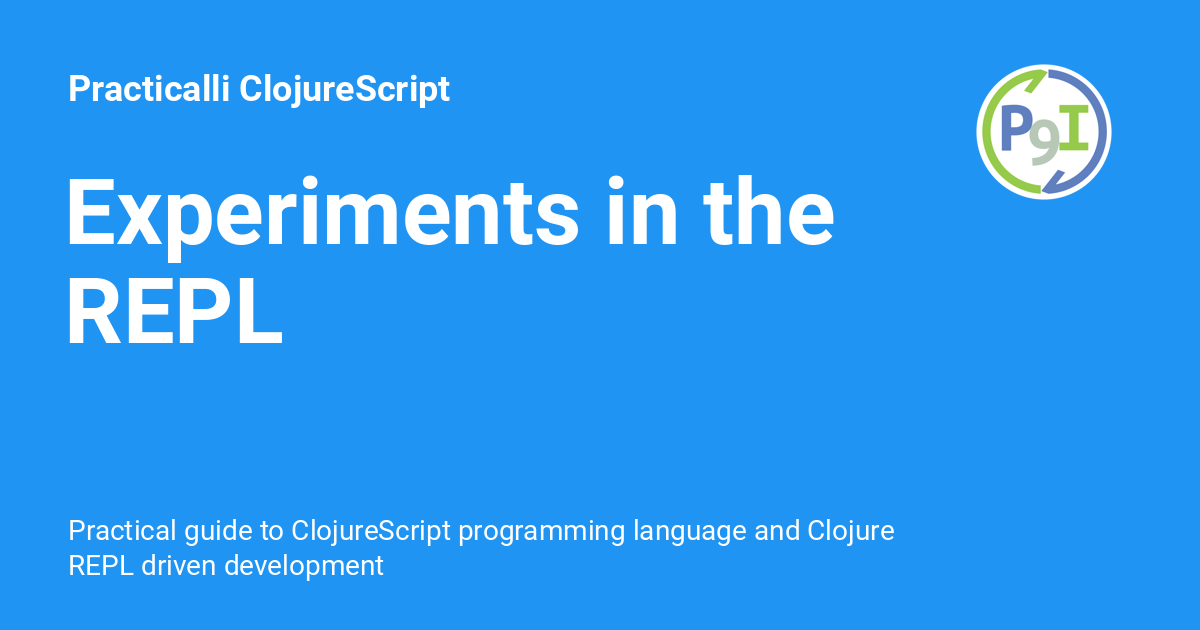 Practicalli ClojureScript
P9I
Experiments in the
REPL
Practical guide to ClojureScript programming language and Clojure
REPL driven development